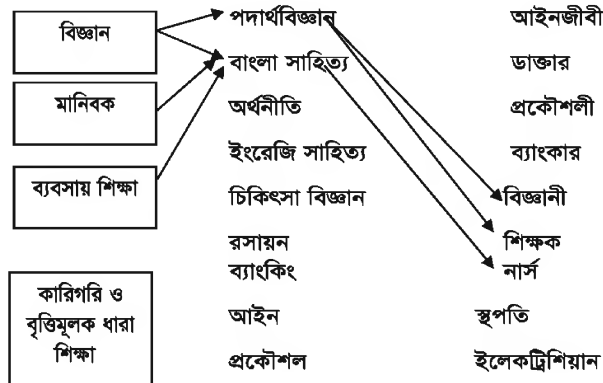 বিজ্ঞান
মানিবক
ব্যবসায় শিক্ষা
কারিগরি ও
বৃত্তিমূলক ধারা
শিক্ষা
পদার্থবিজ্ঞান
বাংলা সাহিত্য
অর্থনীতি
ইংরেজি সাহিত্য
চিকিৎসা বিজ্ঞান
রসায়ন
ব্যাংকিং
আইন
প্রকৌশল
আইনজীবী
ডাক্তার
প্রকৌশলী
ব্যাংকার
বিজ্ঞানী
শিক্ষক
নার্স
স্থপতি
ইলেকট্রিশিয়ান